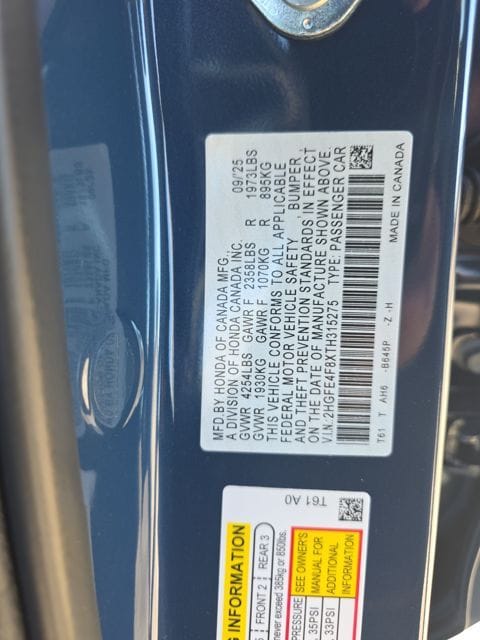 MFD.BY HONDA OF CANADA MFG.,
A DIVISION OF HONDA CANADA INC. 09/'25
GVWR 4254LBS GAWR F 2358LBS R 1973LBS
GVWR 1930KG GAWR F 1070KG R 895KG
THIS VEHICLE CONFORMS TO ALL APPLICABLE
FEDERAL MOTOR VEHICLE SAFETY , BUMPER ,
AND THEFT PREVENTION STANDARDS IN EFFECT
ON THE DATE OF MANUFACTURE SHOWN ABOVE.
V.I.N.:2HGFE4F8XTH315275 TYPE: PASSENGER CAR
T61 T AH6 -B645P -Z -H
MADE IN CANADA
T61 A0
INFORMATION
FRONT 2 REAR 3
never exceed 385kg or 850lbs.
PRESSURE SEE OWNER'S
35PSI MANUAL FOR
33PSI ADDITIONAL
INFORMATION